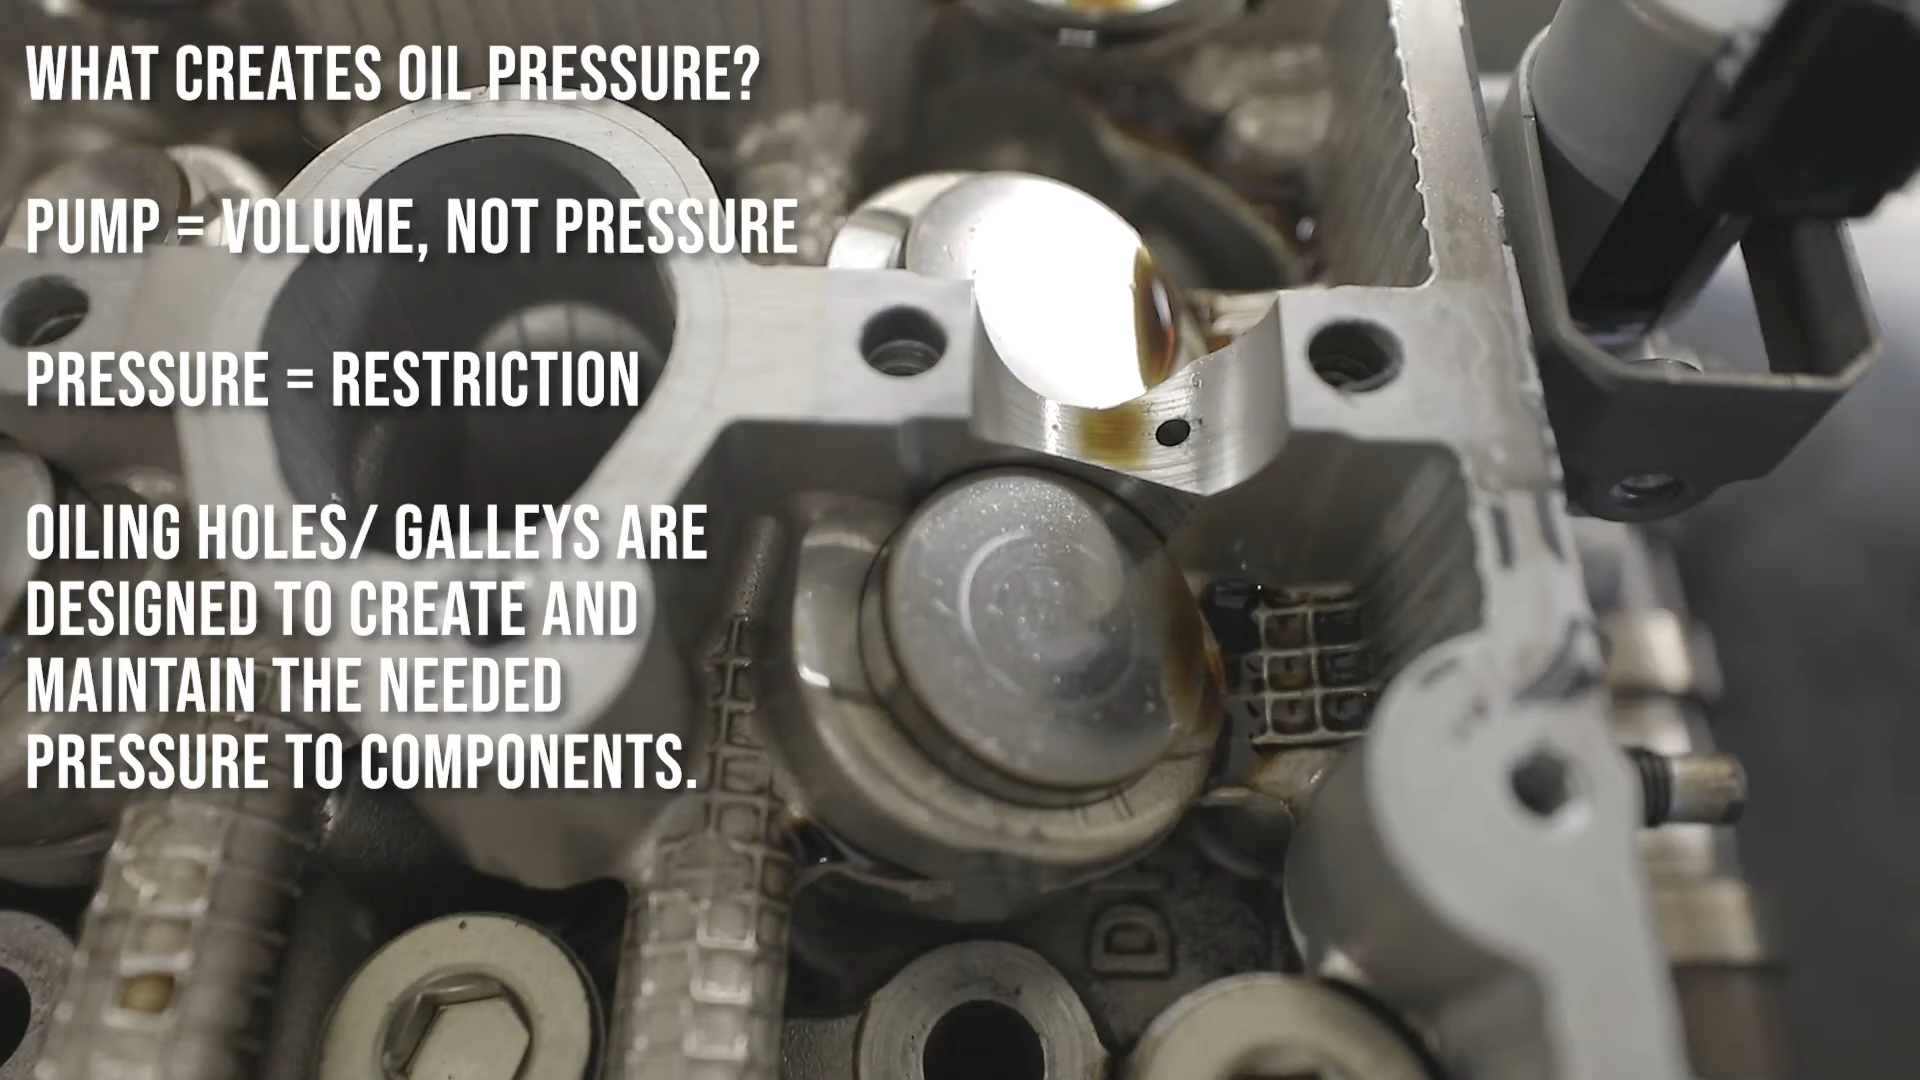 WHAT CREATES OIL PRESSURE?
PUMP = VOLUME, NOT PRESSURE
PRESSURE = RESTRICTION
OILING HOLES/ GALLEYS ARE
DESIGNED TO CREATE AND
MAINTAIN THE NEEDED
PRESSURE TO COMPONENTS.